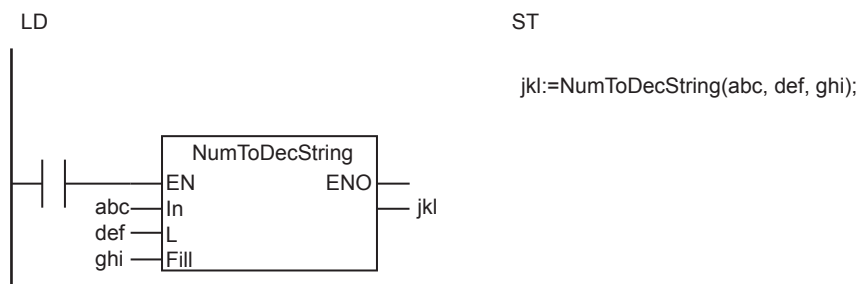 LD
ST
jkl:=NumToDecString(abc, def, ghi);
NumToDecString
EN ENO
abc In jkl
def L
ghi Fill